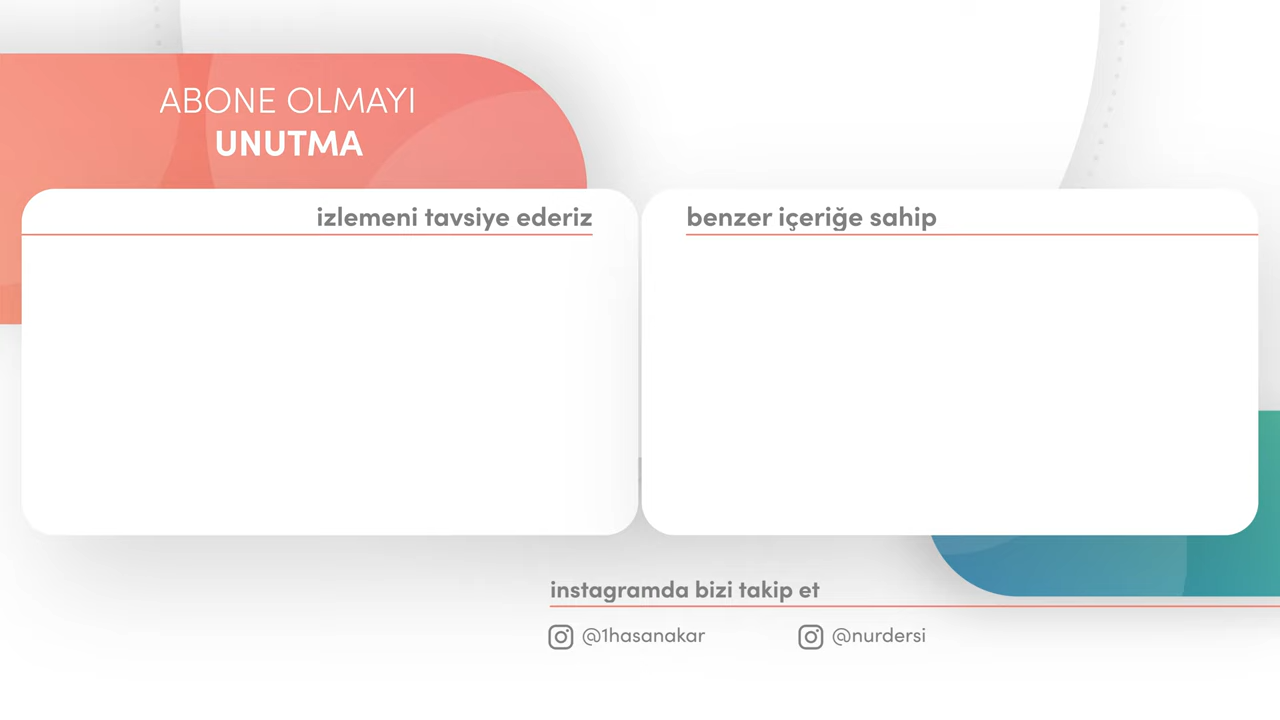 ABONE OLMAYI
UNUTMA
izlemeni tavsiye ederiz
benzer içeriğe sahip
instagramda bizi takip et
@1hasanakar
@nurdersi